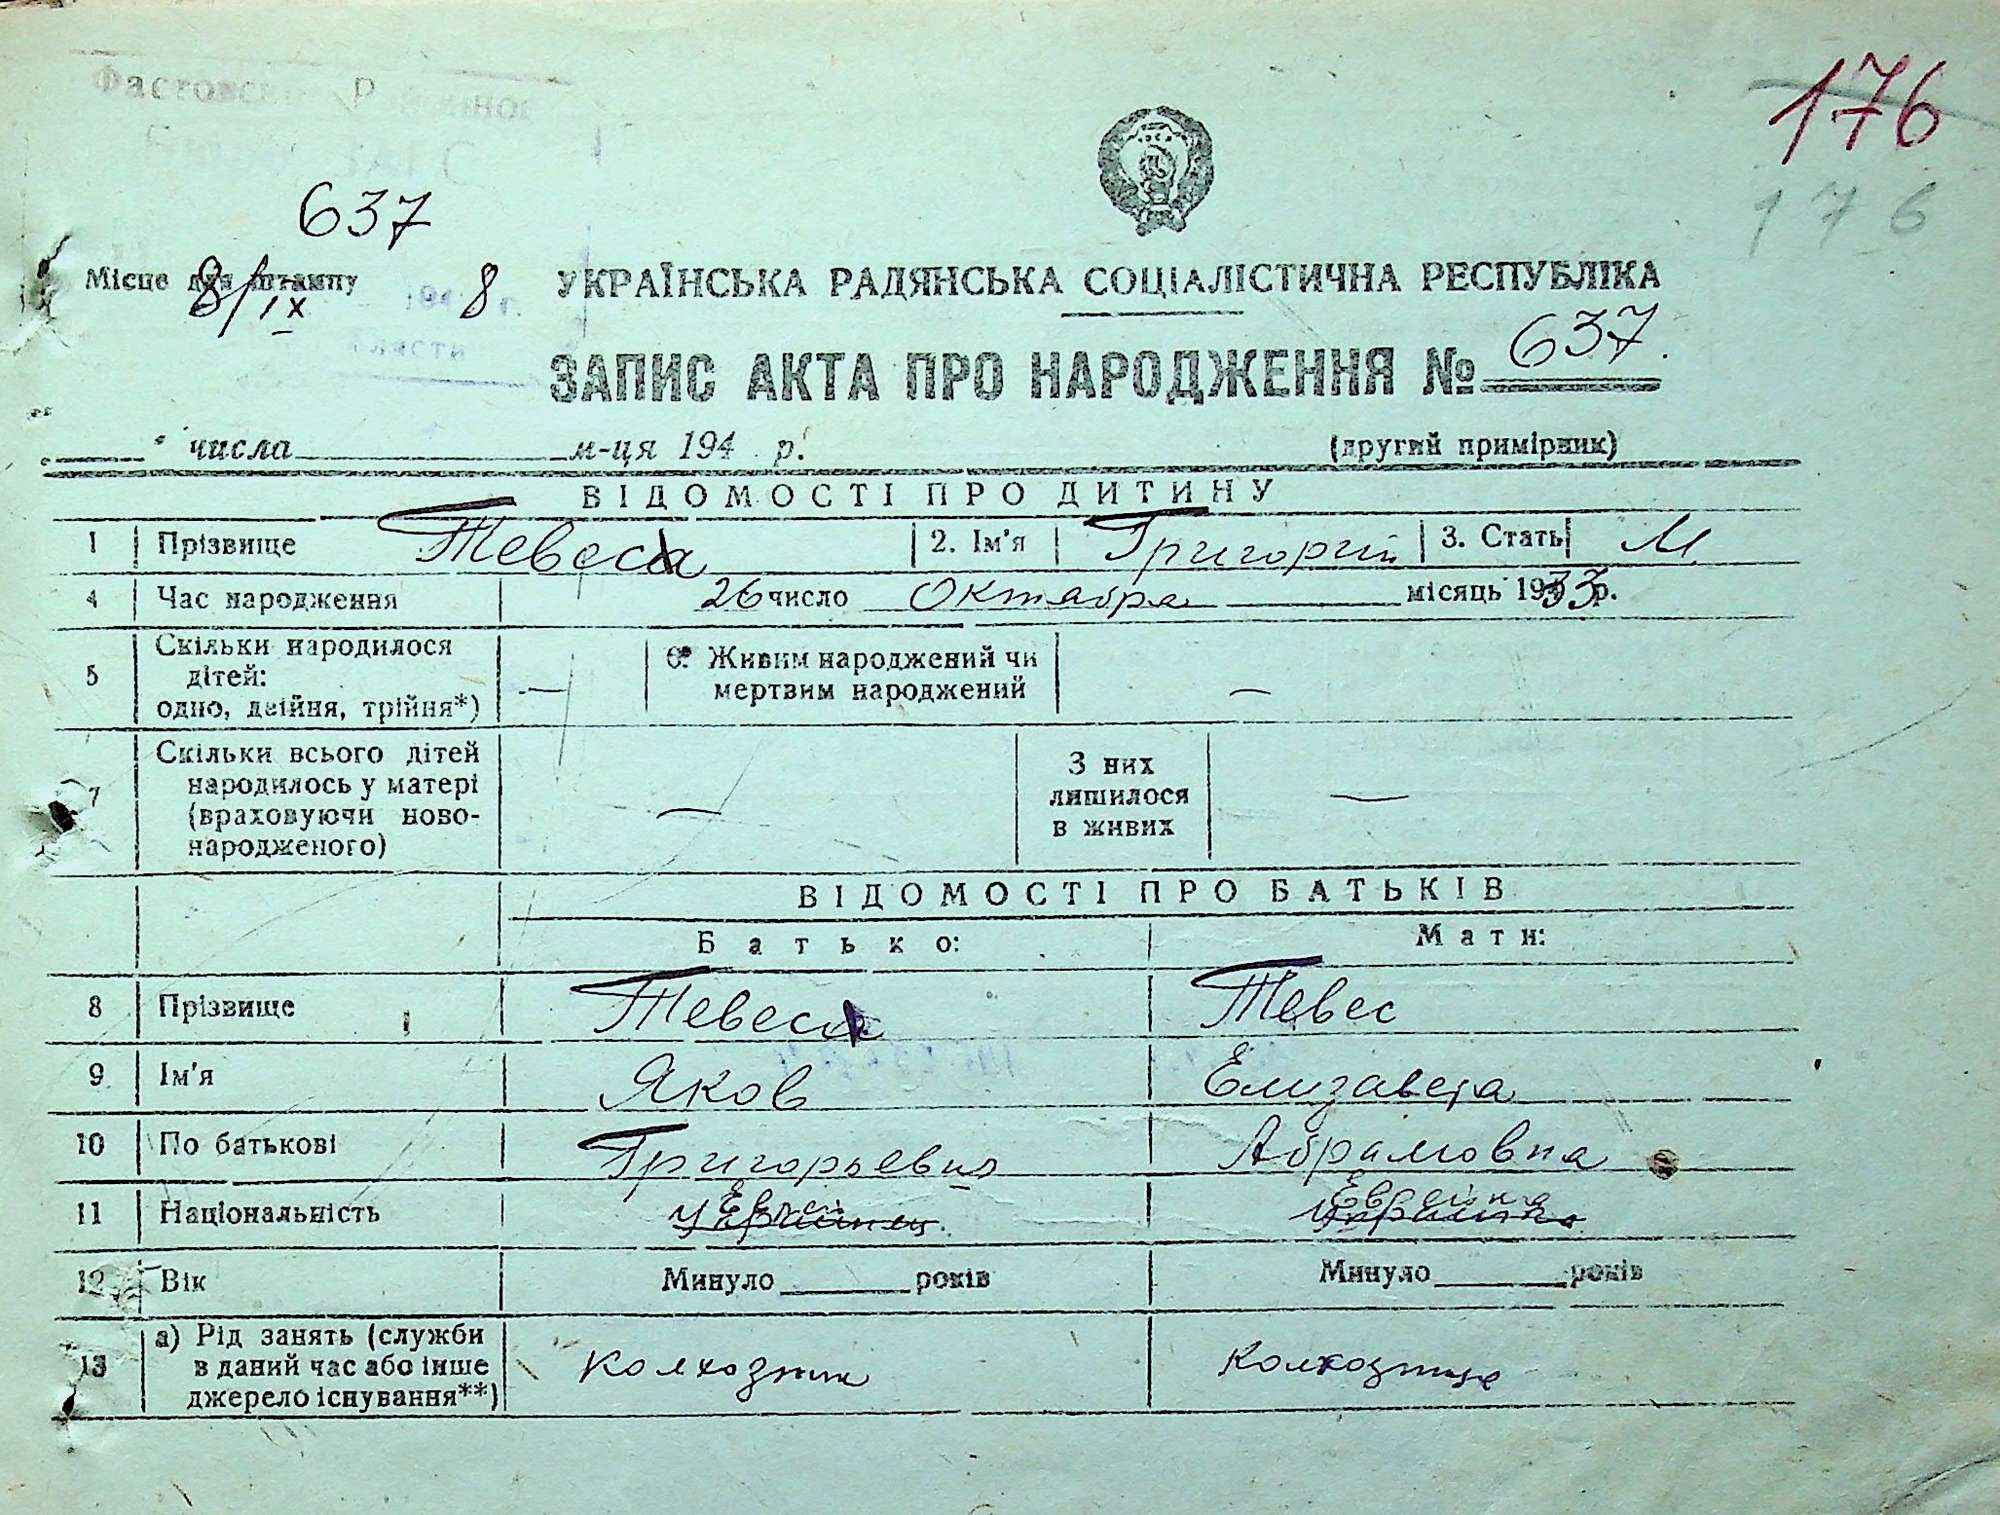 176
176
637
Місце для штампу
8/IX 8 г.
УКРАЇНСЬКА РАДЯНСЬКА СОЦІАЛІСТИЧНА РЕСПУБЛІКА
ЗАПИС АКТА ПРО НАРОДЖЕННЯ № 637.
числа м-ця 194 р. (другий примірник)
ВІДОМОСТІ ПРО ДИТИНУ
1 Прізвище Тевес 2. Ім'я Григорий 3. Стать М.
4 Час народження 26 число Октября місяць 1933 р.
5 Скільки народилося дітей: одно, двійня, трійня*) — 6. Живим народжений чи мертвим народжений —
7 Скільки всього дітей народилось у матері (враховуючи новонародженого) — З них лишилося в живих —
ВІДОМОСТІ ПРО БАТЬКІВ
Батько: Мати:
8 Прізвище Тевес Тевес
9 Ім'я Яков Елизавета
10 По батькові Григорьевич Абрамовна
11 Національність Еврей Еврейка
украинец. украинка
12 Вік Минуло років Минуло років
13 а) Рід занять (служби в даний час або інше джерело існування**) колхозник колхозница